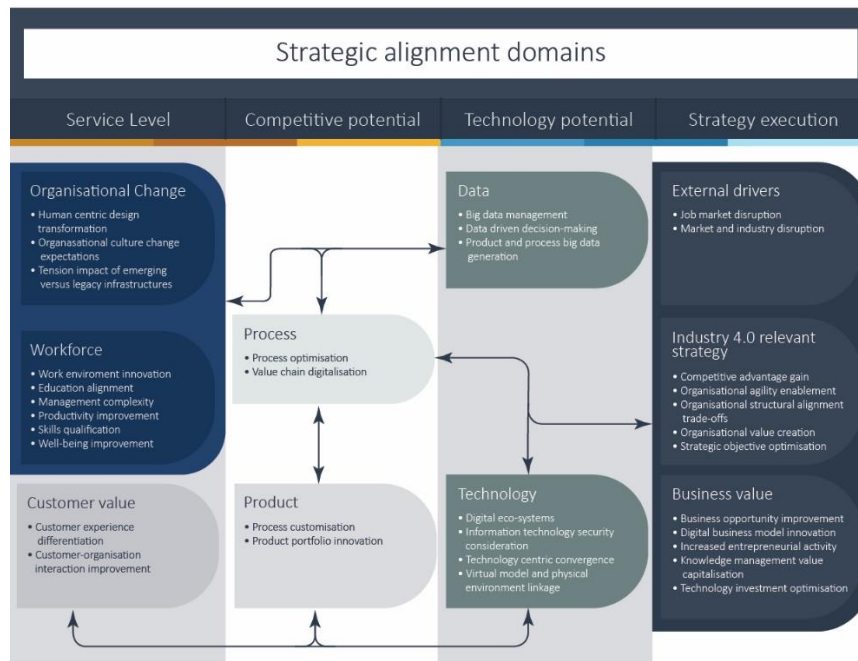 Strategic alignment domains
Service Level
Competitive potential
Technology potential
Strategy execution
Organisational Change
• Human centric design
transformation
• Organasational culture change
expectations
• Tension impact of emerging
versus legacy infrastructures
Workforce
• Work enviroment innovation
• Education alignment
• Management complexity
• Productivity improvement
• Skills qualification
• Well-being improvement
Customer value
• Customer experience
differentiation
• Customer-organisation
interaction improvement
Process
• Process optimisation
• Value chain digitalisation
Product
• Process customisation
• Product portfolio innovation
Data
• Big data management
• Data driven decision-making
• Product and process big data
generation
Technology
• Digital eco-systems
• Information technology security
consideration
• Technology centric convergence
• Virtual model and physical
environment linkage
External drivers
• Job market disruption
• Market and industry disruption
Industry 4.0 relevant
strategy
• Competitive advantage gain
• Organisational agility enablement
• Organisational structural alignment
trade-offs
• Organisational value creation
• Strategic objective optimisation
Business value
• Business opportunity improvement
• Digital business model innovation
• Increased entrepreneurial activity
• Knowledge management value
capitalisation
• Technology investment optimisation